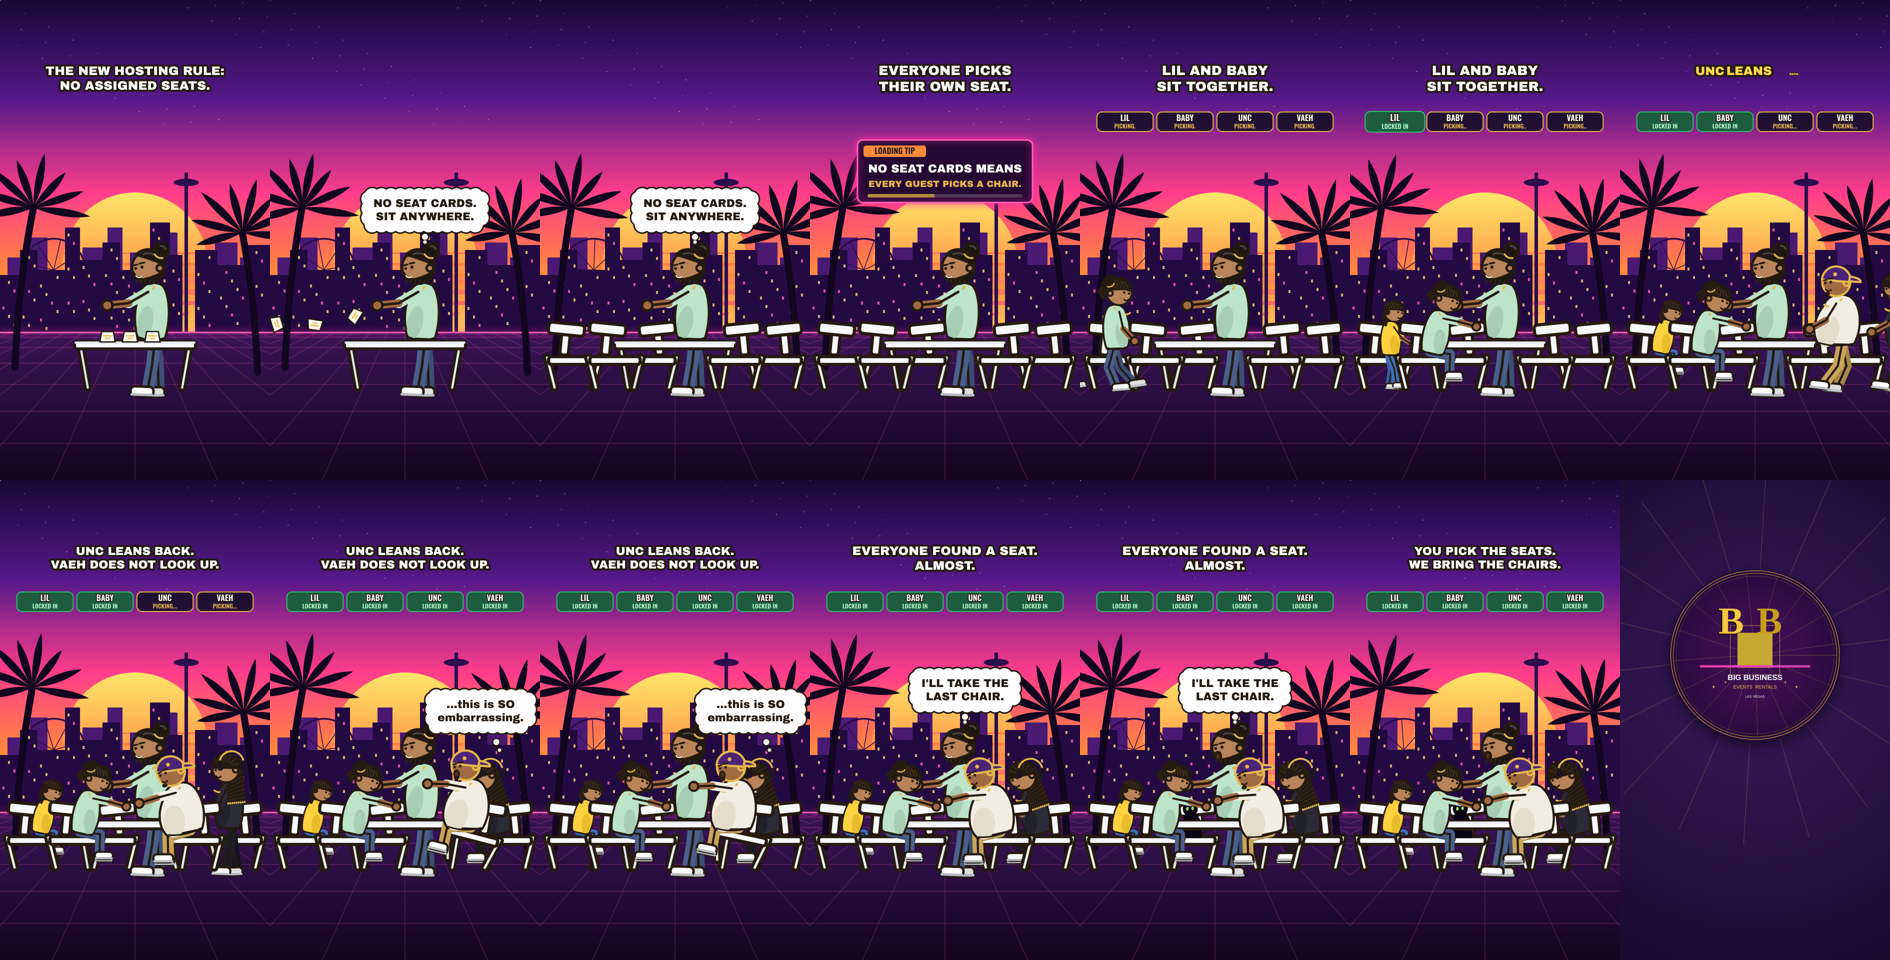 THE NEW HOSTING RULE:
NO ASSIGNED SEATS.
NO SEAT CARDS.
SIT ANYWHERE.
NO SEAT CARDS.
SIT ANYWHERE.
EVERYONE PICKS
THEIR OWN SEAT.
LOADING TIP
NO SEAT CARDS MEANS
EVERY GUEST PICKS A CHAIR.
LIL AND BABY
SIT TOGETHER.
LIL BABY UNC VAEH
PICKING. PICKING. PICKING. PICKING.
LIL AND BABY
SIT TOGETHER.
LIL BABY UNC VAEH
LOCKED IN PICKING.. PICKING.. PICKING..
UNC LEANS
LIL BABY UNC VAEH
LOCKED IN LOCKED IN PICKING... PICKING...
UNC LEANS BACK.
VAEH DOES NOT LOOK UP.
LIL BABY UNC VAEH
LOCKED IN LOCKED IN PICKING... PICKING...
UNC LEANS BACK.
VAEH DOES NOT LOOK UP.
LIL BABY UNC VAEH
LOCKED IN LOCKED IN LOCKED IN LOCKED IN
...this is SO
embarrassing.
UNC LEANS BACK.
VAEH DOES NOT LOOK UP.
LIL BABY UNC VAEH
LOCKED IN LOCKED IN LOCKED IN LOCKED IN
...this is SO
embarrassing.
EVERYONE FOUND A SEAT.
ALMOST.
LIL BABY UNC VAEH
LOCKED IN LOCKED IN LOCKED IN LOCKED IN
I'LL TAKE THE
LAST CHAIR.
EVERYONE FOUND A SEAT.
ALMOST.
LIL BABY UNC VAEH
LOCKED IN LOCKED IN LOCKED IN LOCKED IN
I'LL TAKE THE
LAST CHAIR.
YOU PICK THE SEATS.
WE BRING THE CHAIRS.
LIL BABY UNC VAEH
LOCKED IN LOCKED IN LOCKED IN LOCKED IN
B B
BIG BUSINESS
EVENTS RENTALS
LAS VEGAS